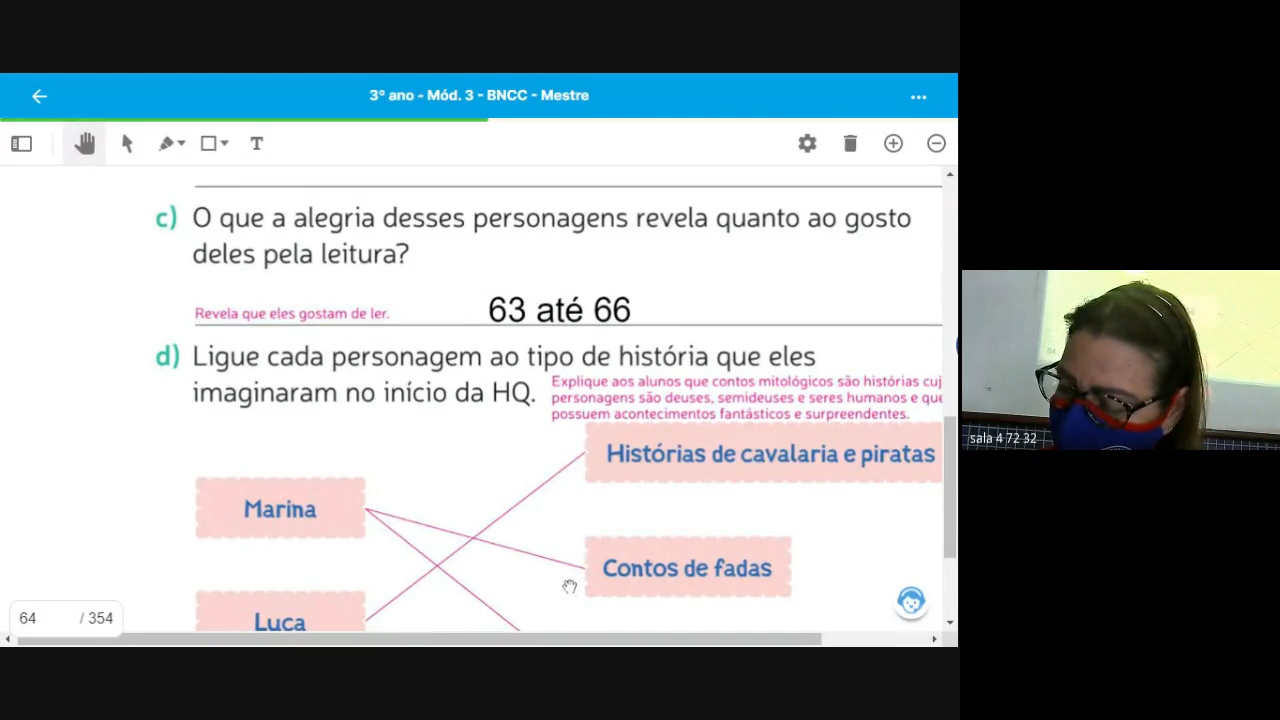 3º ano - Mód. 3 - BNCC - Mestre
T
c) O que a alegria desses personagens revela quanto ao gosto
deles pela leitura?
Revela que eles gostam de ler.
63 até 66
d) Ligue cada personagem ao tipo de história que eles
imaginaram no início da HQ.
Explique aos alunos que contos mitológicos são histórias cuj
personagens são deuses, semideuses e seres humanos e que
possuem acontecimentos fantásticos e surpreendentes.
Histórias de cavalaria e piratas
Marina
Contos de fadas
Luca
64 / 354
sala 4 72 32